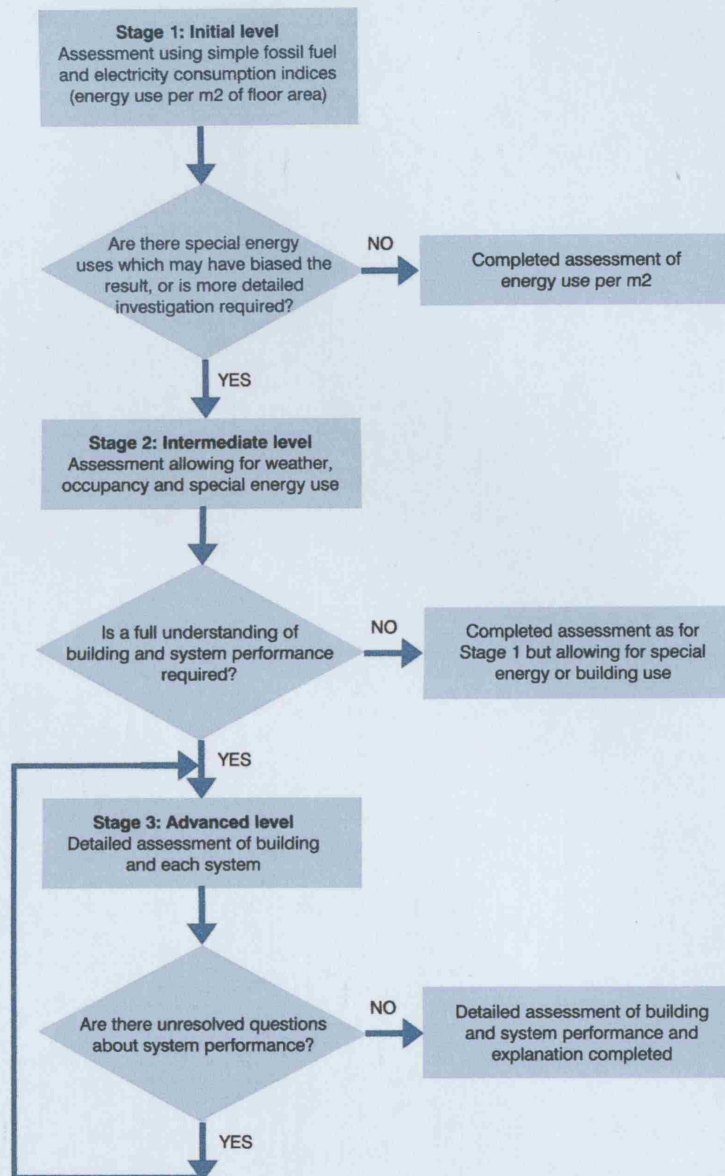 Stage 1: Initial level
Assessment using simple fossil fuel
and electricity consumption indices
(energy use per m2 of floor area)
Are there special energy
uses which may have biased the
result, or is more detailed
investigation required?
NO
Completed assessment of
energy use per m2
YES
Stage 2: Intermediate level
Assessment allowing for weather,
occupancy and special energy use
Is a full understanding of
building and system performance
required?
NO
Completed assessment as for
Stage 1 but allowing for special
energy or building use
YES
Stage 3: Advanced level
Detailed assessment of building
and each system
Are there unresolved questions
about system performance?
NO
Detailed assessment of building
and system performance and
explanation completed
YES